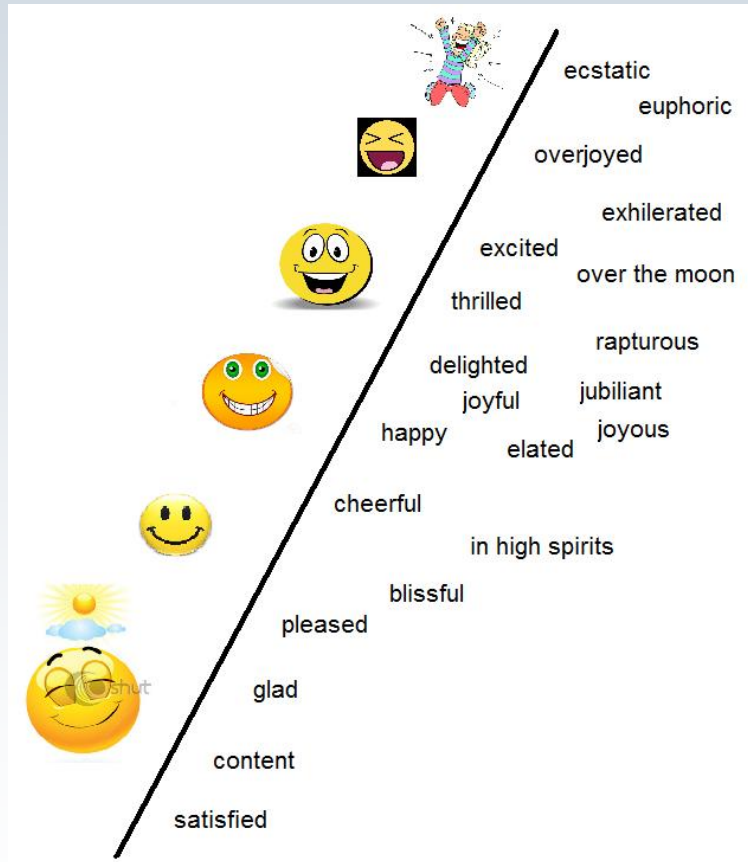 ecstatic
euphoric
overjoyed
exhilerated
excited
over the moon
thrilled
rapturous
delighted
jubiliant
joyful
joyous
happy
elated
cheerful
in high spirits
blissful
pleased
shut
glad
content
satisfied